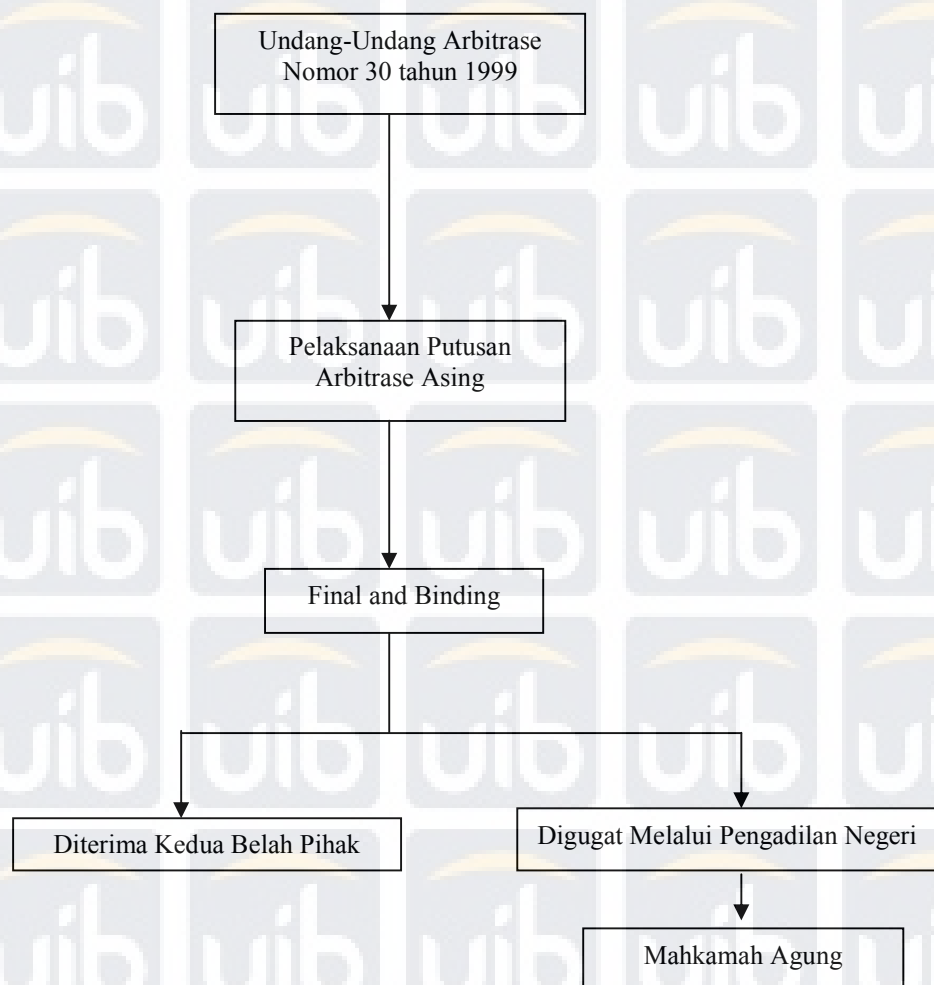 Undang-Undang Arbitrase
Nomor 30 tahun 1999
Pelaksanaan Putusan
Arbitrase Asing
Final and Binding
Diterima Kedua Belah Pihak
Digugat Melalui Pengadilan Negeri
Mahkamah Agung
uib